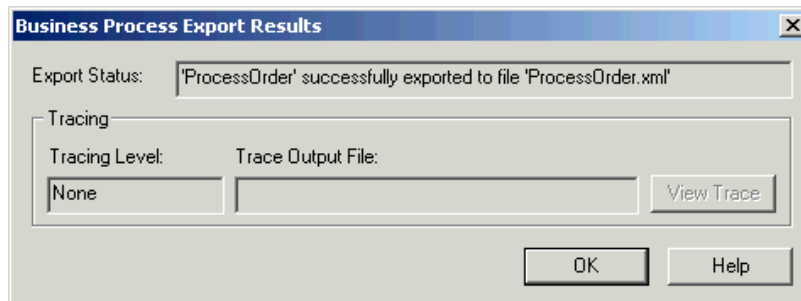 Business Process Export Results
Export Status: 'ProcessOrder' successfully exported to file 'ProcessOrder.xml'
Tracing
Tracing Level: Trace Output File:
None View Trace
OK Help